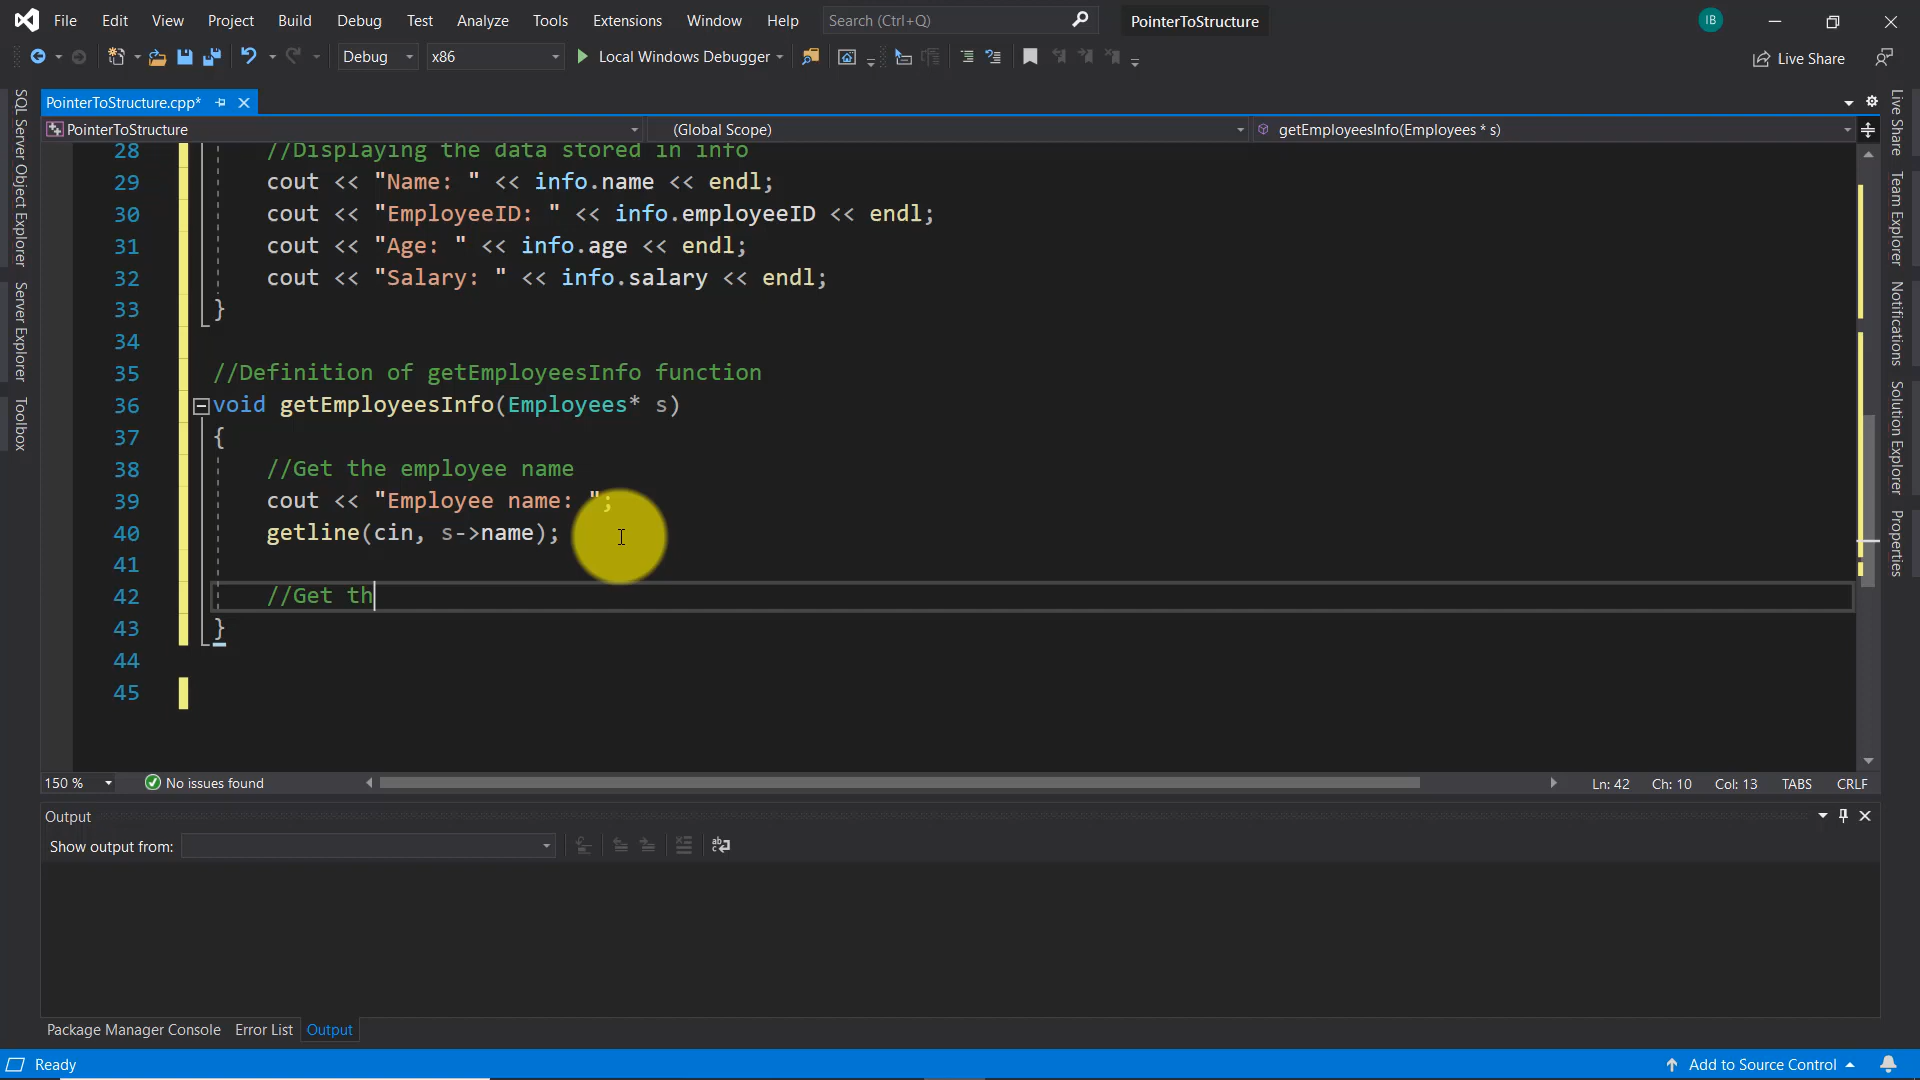 File Edit View Project Build Debug Test Analyze Tools Extensions Window Help Search (Ctrl+Q) PointerToStructure IB
Debug x86 Local Windows Debugger Live Share
PointerToStructure.cpp*
PointerToStructure (Global Scope) getEmployeesInfo(Employees * s)
SQL Server Object Explorer
Server Explorer
Toolbox
28 //Displaying the data stored in info
29 cout << "Name: " << info.name << endl;
30 cout << "EmployeeID: " << info.employeeID << endl;
31 cout << "Age: " << info.age << endl;
32 cout << "Salary: " << info.salary << endl;
33 }
34
35 //Definition of getEmployeesInfo function
36 void getEmployeesInfo(Employees* s)
37 {
38 //Get the employee name
39 cout << "Employee name: ";
40 getline(cin, s->name);
41
42 //Get th
43 }
44
45
Live Share
Team Explorer
Notifications
Solution Explorer
Properties
150 % No issues found Ln: 42 Ch: 10 Col: 13 TABS CRLF
Output
Show output from:
Package Manager Console Error List Output
Ready Add to Source Control